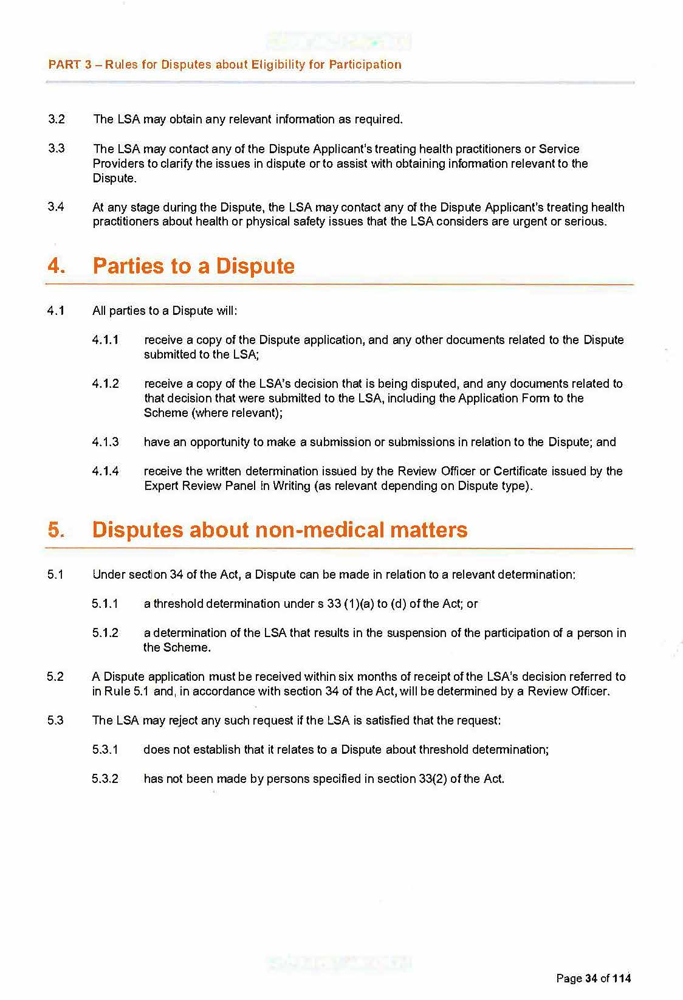 PART 3 – Rules for Disputes about Eligibility for Participation
3.2 The LSA may obtain any relevant information as required.
3.3 The LSA may contact any of the Dispute Applicant's treating health practitioners or Service
Providers to clarify the issues in dispute or to assist with obtaining information relevant to the
Dispute.
3.4 At any stage during the Dispute, the LSA may contact any of the Dispute Applicant's treating health
practitioners about health or physical safety issues that the LSA considers are urgent or serious.
4. Parties to a Dispute
4.1 All parties to a Dispute will:
4.1.1 receive a copy of the Dispute application, and any other documents related to the Dispute
submitted to the LSA;
4.1.2 receive a copy of the LSA's decision that is being disputed, and any documents related to
that decision that were submitted to the LSA, including the Application Form to the
Scheme (where relevant);
4.1.3 have an opportunity to make a submission or submissions in relation to the Dispute; and
4.1.4 receive the written determination issued by the Review Officer or Certificate issued by the
Expert Review Panel In Writing (as relevant depending on Dispute type).
5. Disputes about non-medical matters
5.1 Under section 34 of the Act, a Dispute can be made in relation to a relevant determination:
5.1.1 a threshold determination under s 33 (1)(a) to (d) of the Act; or
5.1.2 a determination of the LSA that results in the suspension of the participation of a person in
the Scheme.
5.2 A Dispute application must be received within six months of receipt of the LSA's decision referred to
in Rule 5.1 and, in accordance with section 34 of the Act, will be determined by a Review Officer.
5.3 The LSA may reject any such request if the LSA is satisfied that the request:
5.3.1 does not establish that it relates to a Dispute about threshold determination;
5.3.2 has not been made by persons specified in section 33(2) of the Act.
Page 34 of 114